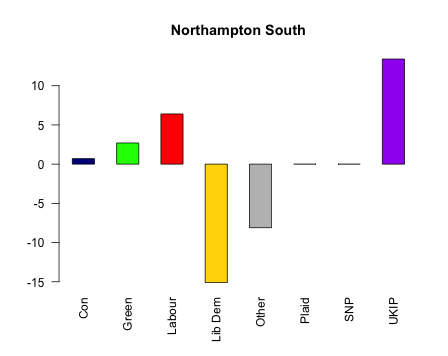 Northampton South
10
5
0
-5
-10
-15
Con
Green
Labour
Lib Dem
Other
Plaid
SNP
UKIP